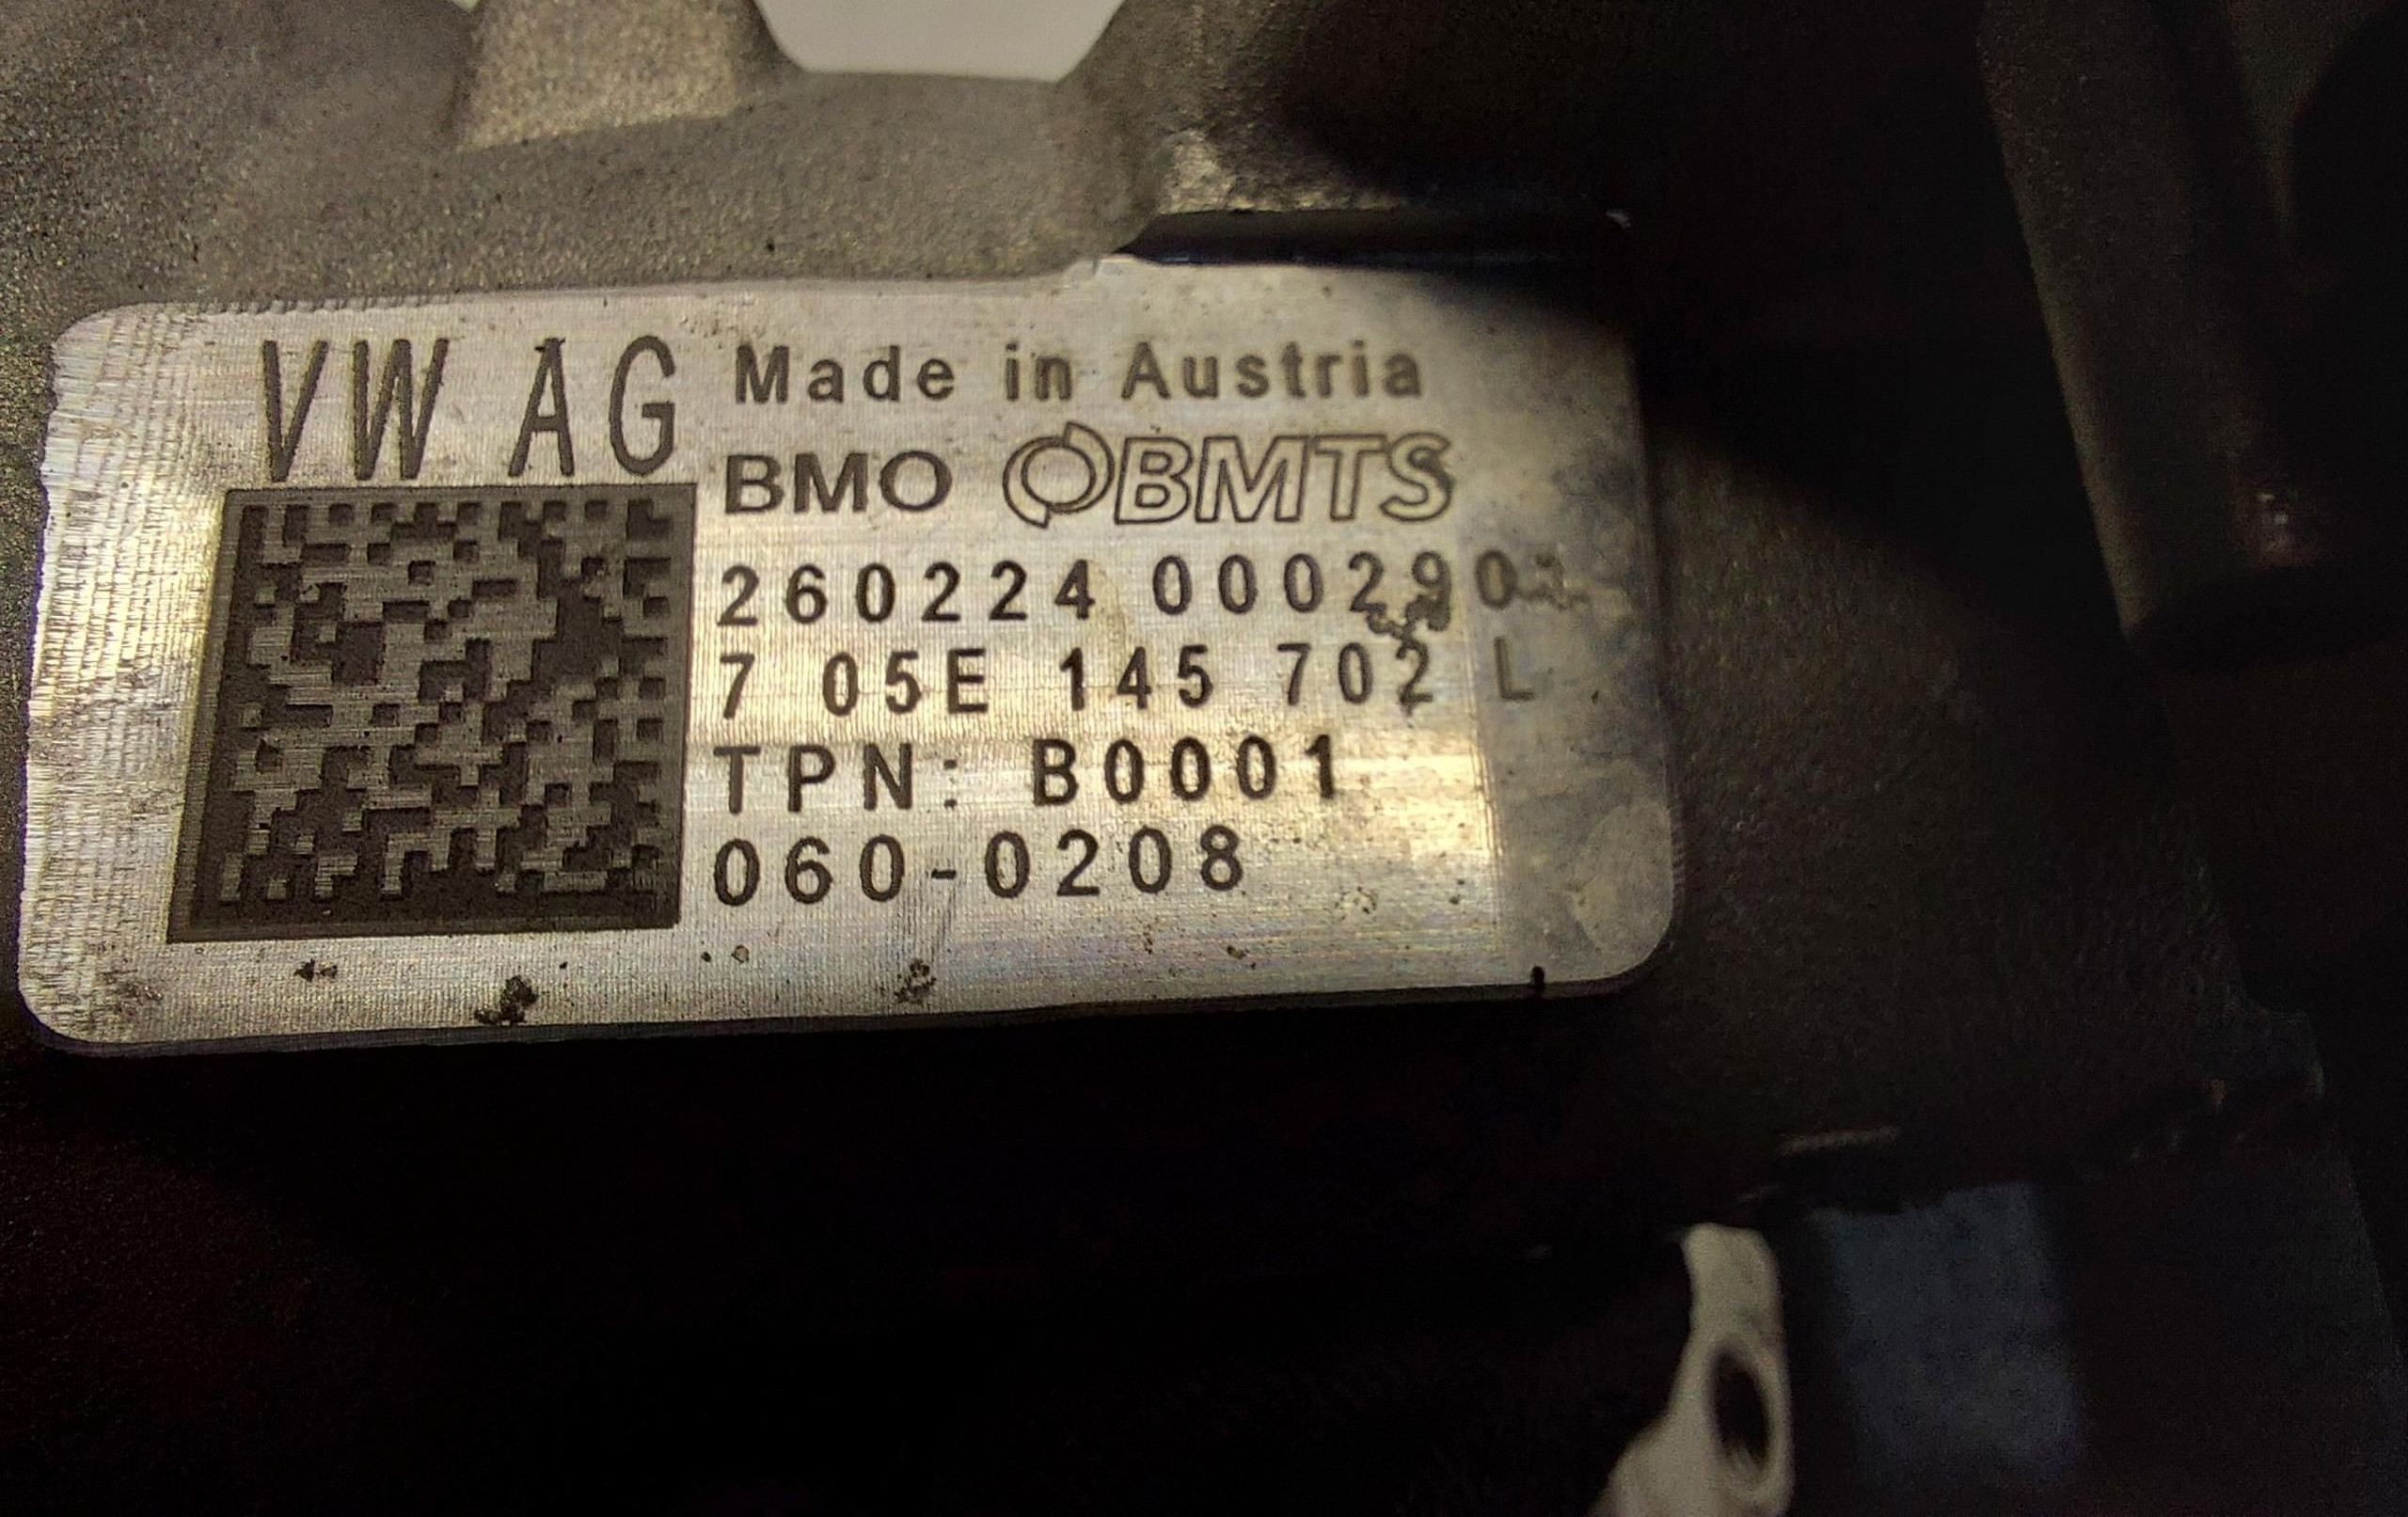 VW AG
Made in Austria
BMO BMTS
260224 000290
7 05E 145 702 L
TPN: B0001
060-0208